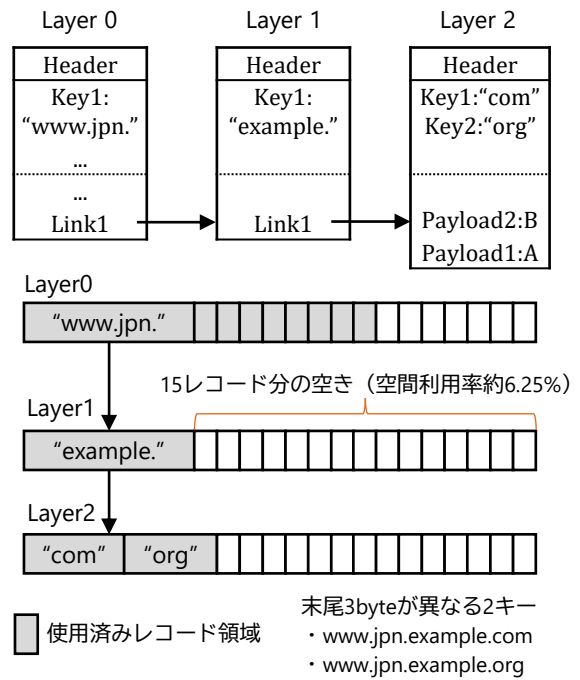 Layer 0 Layer 1 Layer 2
Header Header Header
Key1: Key1: Key1:“com”
“www.jpn.” “example.” Key2:“org”
...
...
Link1 Link1 Payload2:B
Payload1:A
Layer0
“www.jpn.”
15レコード分の空き（空間利用率約6.25%）
Layer1
“example.”
Layer2
“com” “org”
使用済みレコード領域
末尾3byteが異なる2キー
・www.jpn.example.com
・www.jpn.example.org